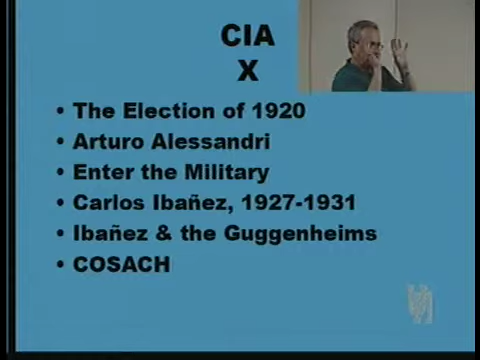 CIA
X
• The Election of 1920
• Arturo Alessandri
• Enter the Military
• Carlos Ibañez, 1927-1931
• Ibañez & the Guggenheims
• COSACH